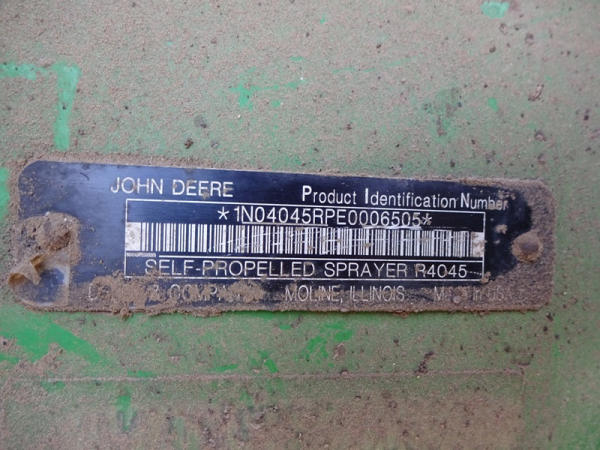 JOHN DEERE Product Identification Number
*1N04045RPE0006505*
SELF-PROPELLED SPRAYER R4045
MOLINE, ILLINOIS